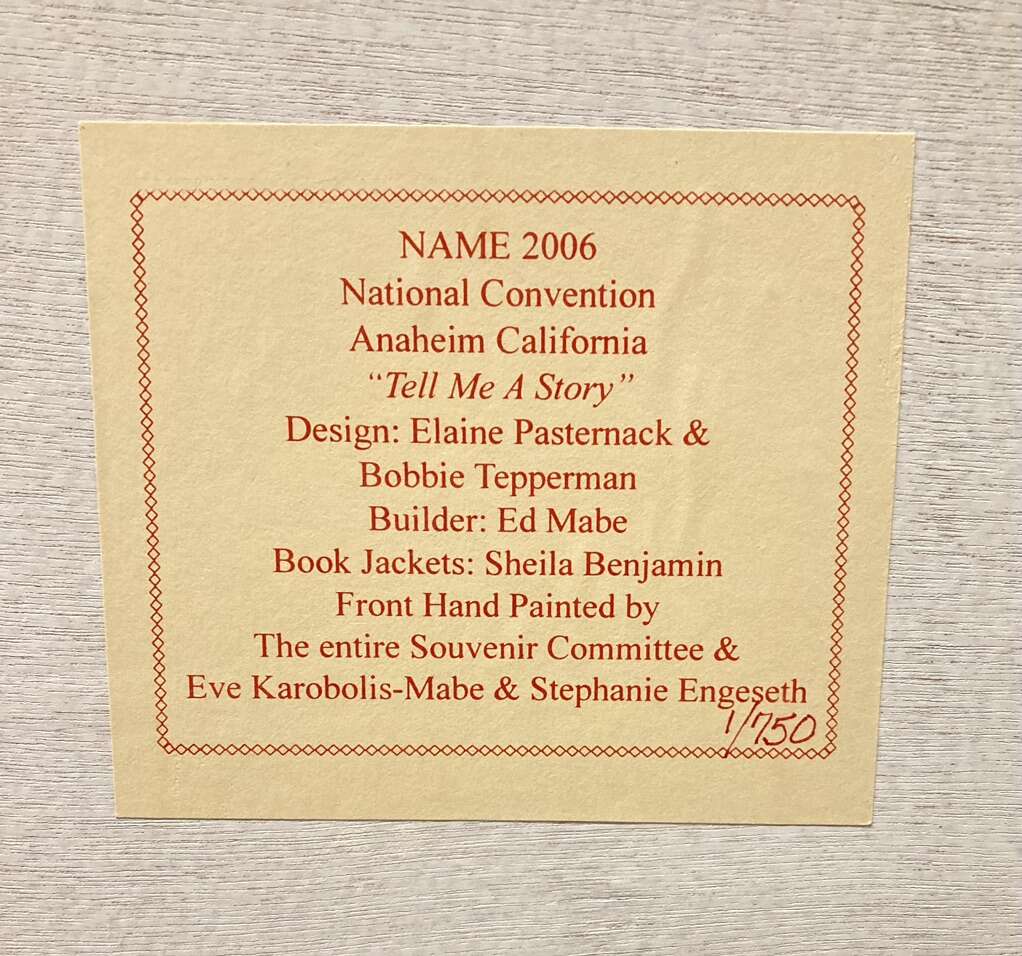 NAME 2006
National Convention
Anaheim California
“Tell Me A Story”
Design: Elaine Pasternack &
Bobbie Tepperman
Builder: Ed Mabe
Book Jackets: Sheila Benjamin
Front Hand Painted by
The entire Souvenir Committee &
Eve Karobolis-Mabe & Stephanie Engeseth
1/750